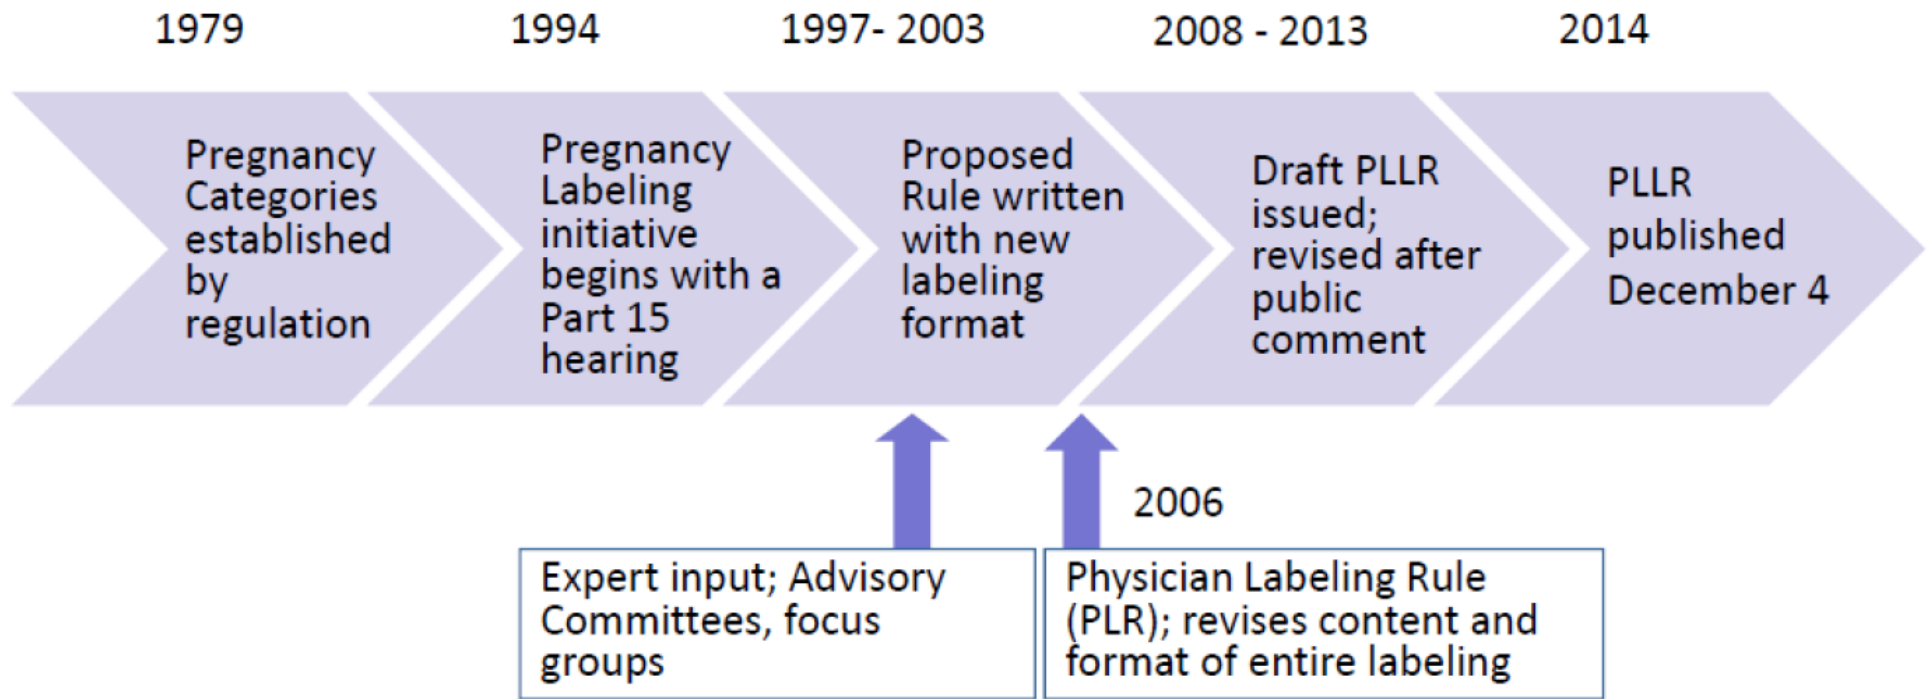 1979
1994
1997- 2003
2008 - 2013
2014
Pregnancy
Categories
established
by
regulation
Pregnancy
Labeling
initiative
begins with a
Part 15
hearing
Proposed
Rule written
with new
labeling
format
Draft PLLR
issued;
revised after
public
comment
PLLR
published
December 4
2006
Expert input; Advisory
Committees, focus
groups
Physician Labeling Rule
(PLR); revises content and
format of entire labeling